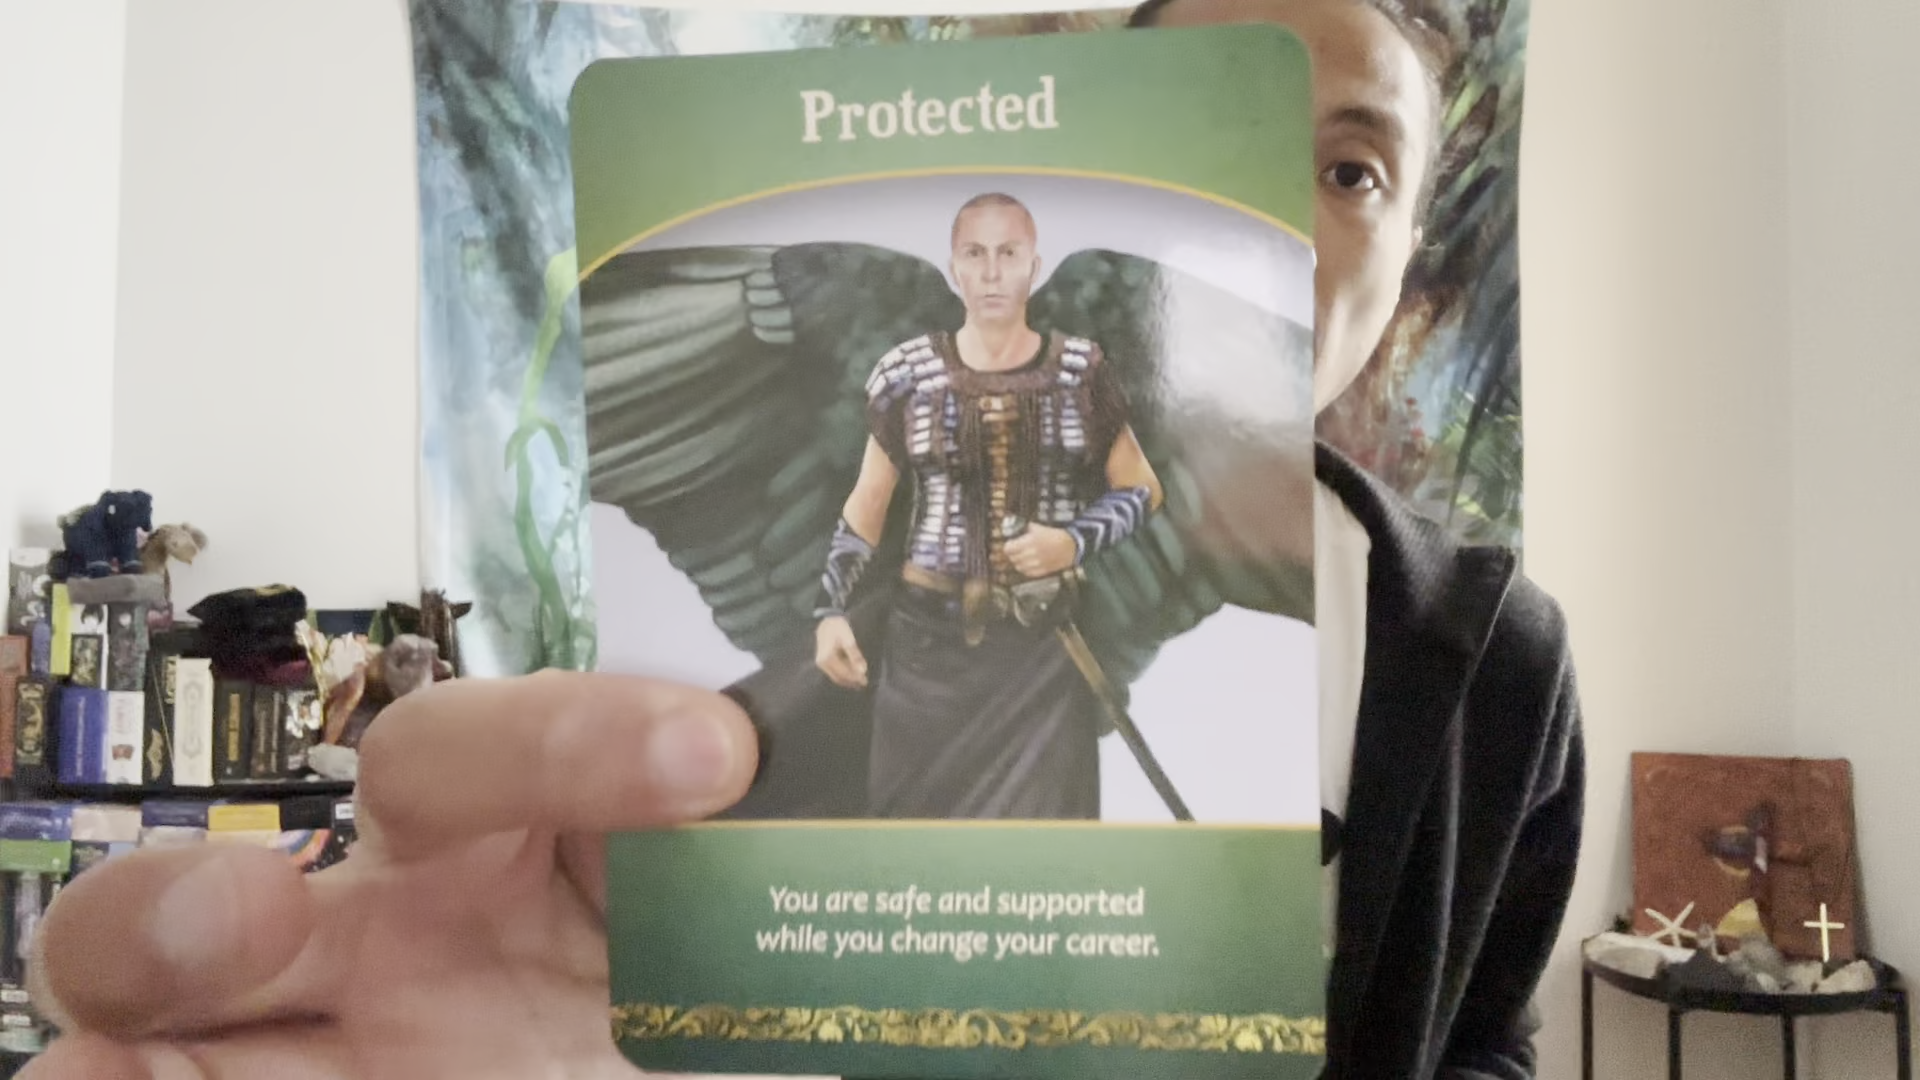 Protected
You are safe and supported
while you change your career.